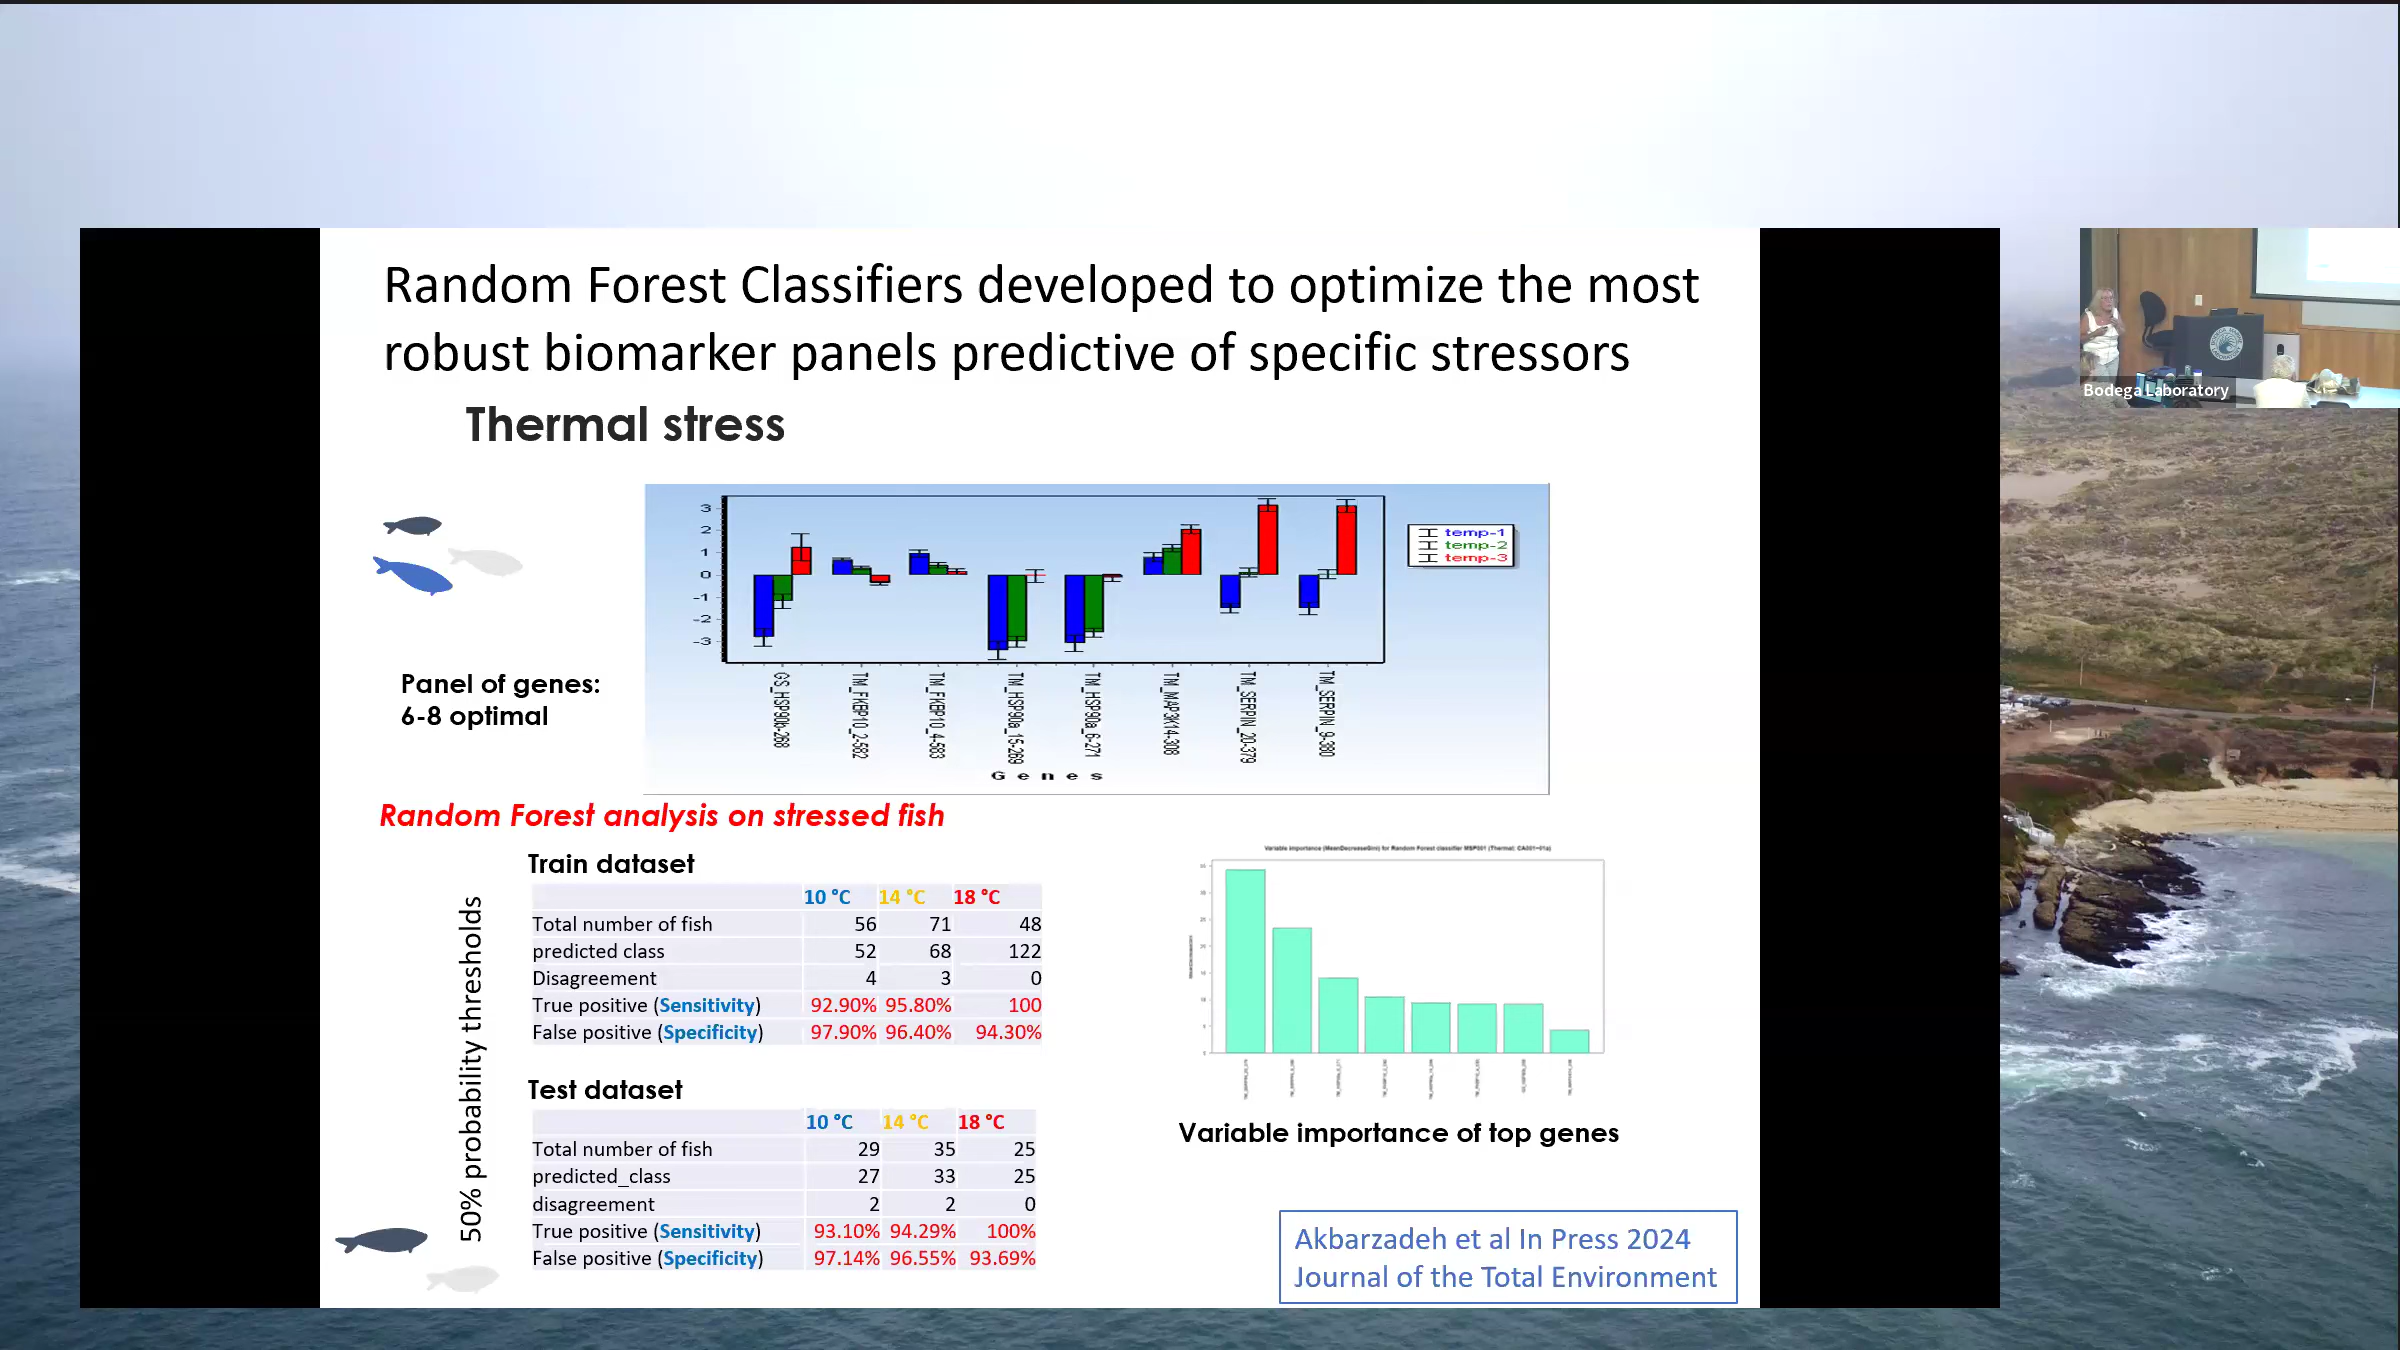 Random Forest Classifiers developed to optimize the most
robust biomarker panels predictive of specific stressors
Thermal stress
Bodega Laboratory
3
2
1
0
-1
-2
-3
temp-1
temp-2
temp-3
GS_HSP90b-268
TM_FKBP10_2-582
TM_FKBP10_4-583
TM_HSP90a_15-269
TM_HSP90a_6-271
TM_MAP3K14-308
TM_SERPIN_20-379
TM_SERPIN_9-380
Genes
Panel of genes:
6-8 optimal
Random Forest analysis on stressed fish
50% probability thresholds
Train dataset
10 °C 14 °C 18 °C
Total number of fish 56 71 48
predicted class 52 68 122
Disagreement 4 3 0
True positive (Sensitivity) 92.90% 95.80% 100
False positive (Specificity) 97.90% 96.40% 94.30%
Test dataset
10 °C 14 °C 18 °C
Total number of fish 29 35 25
predicted_class 27 33 25
disagreement 2 2 0
True positive (Sensitivity) 93.10% 94.29% 100%
False positive (Specificity) 97.14% 96.55% 93.69%
Variable importance (MeanDecreaseGini) for Random Forest classifier
Variable importance of top genes
Akbarzadeh et al In Press 2024
Journal of the Total Environment